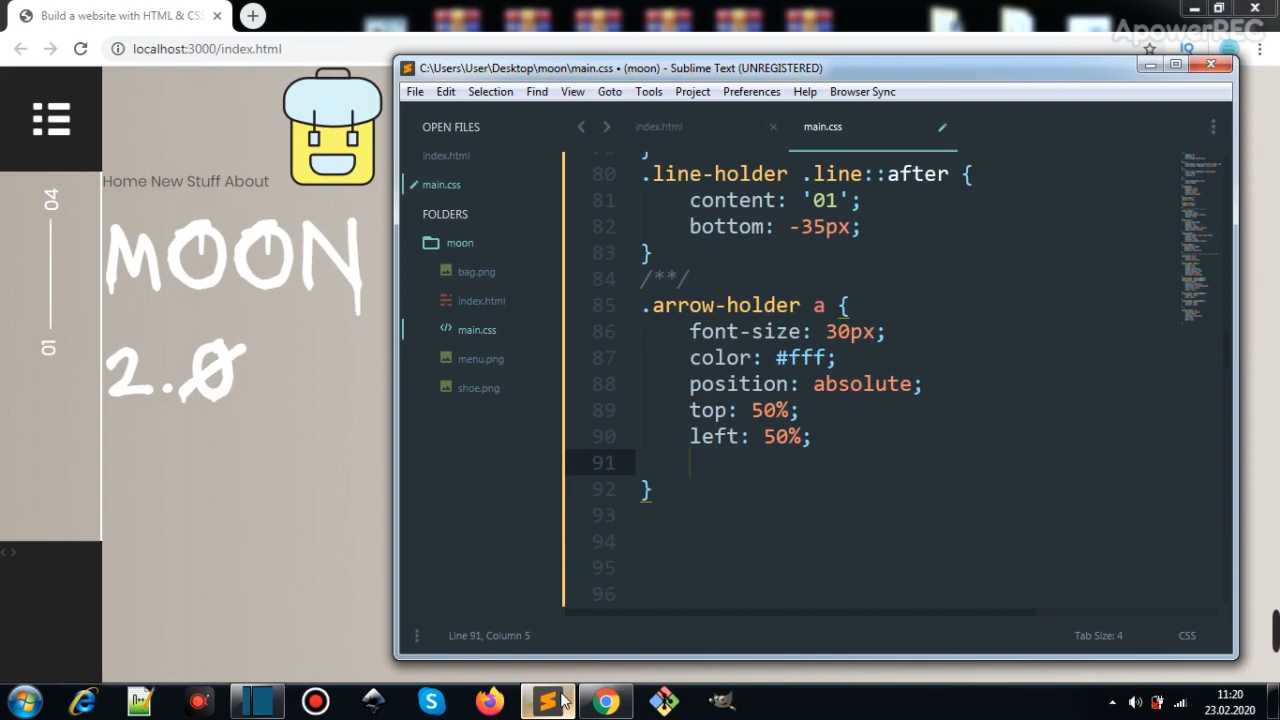 Build a website with HTML & CS
ApowerREC
localhost:3000/index.html
C:\Users\User\Desktop\moon\main.css • (moon) - Sublime Text (UNREGISTERED)
File Edit Selection Find View Goto Tools Project Preferences Help Browser Sync
OPEN FILES
index.html
main.css
FOLDERS
moon
bag.png
index.html
main.css
menu.png
shoe.png
index.html
main.css
80 .line-holder .line::after {
81 content: '01';
82 bottom: -35px;
83 }
84 /**/
85 .arrow-holder a {
86 font-size: 30px;
87 color: #fff;
88 position: absolute;
89 top: 50%;
90 left: 50%;
91
92 }
93
94
95
96
Line 91, Column 5
Tab Size: 4
CSS
Home New Stuff About
MOON
2.0
04
01
11:20
23.02.2020